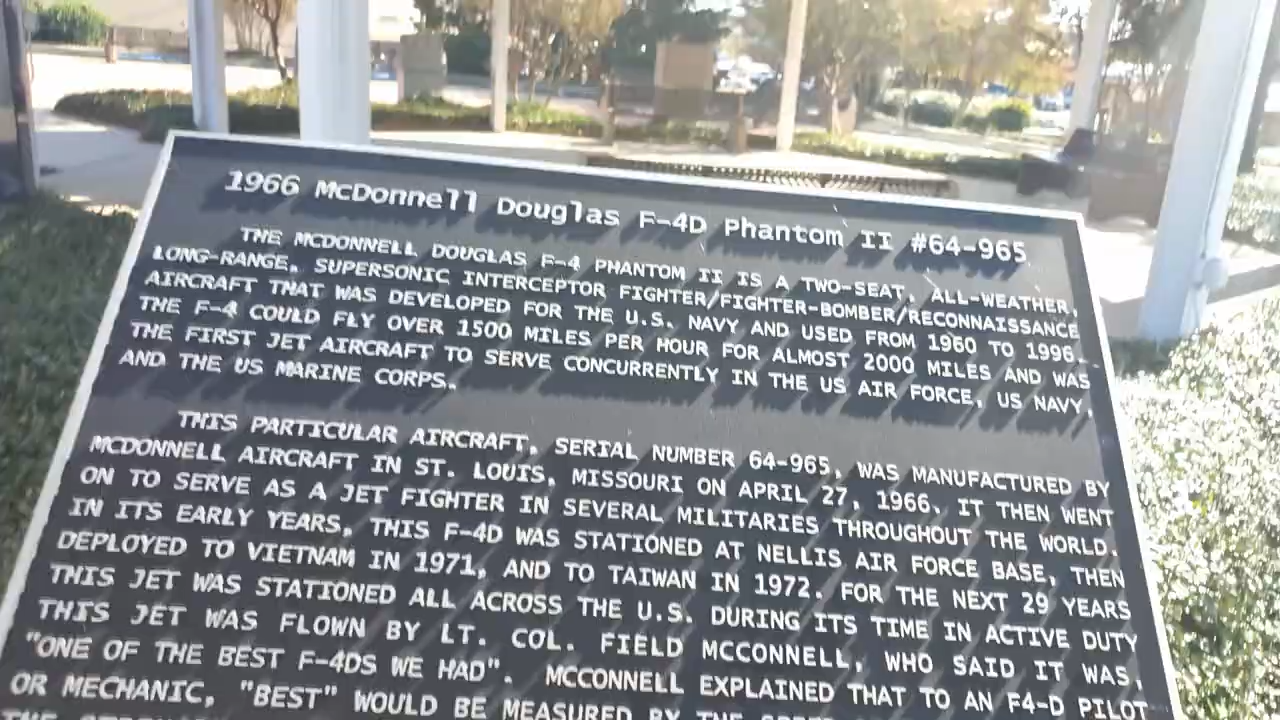 1966 McDonnell Douglas F-4D Phantom II #64-965
THE MCDONNELL DOUGLAS F-4 PHANTOM II IS A TWO-SEAT, ALL-WEATHER,
LONG-RANGE, SUPERSONIC INTERCEPTOR FIGHTER/FIGHTER-BOMBER/RECONNAISSANCE
AIRCRAFT THAT WAS DEVELOPED FOR THE U.S. NAVY AND USED FROM 1960 TO 1996.
THE F-4 COULD FLY OVER 1500 MILES PER HOUR FOR ALMOST 2000 MILES AND WAS
THE FIRST JET AIRCRAFT TO SERVE CONCURRENTLY IN THE US AIR FORCE, US NAVY,
AND THE US MARINE CORPS.
THIS PARTICULAR AIRCRAFT, SERIAL NUMBER 64-965, WAS MANUFACTURED BY
MCDONNELL AIRCRAFT IN ST. LOUIS, MISSOURI ON APRIL 27, 1966. IT THEN WENT
ON TO SERVE AS A JET FIGHTER IN SEVERAL MILITARIES THROUGHOUT THE WORLD.
IN ITS EARLY YEARS, THIS F-4D WAS STATIONED AT NELLIS AIR FORCE BASE, THEN
DEPLOYED TO VIETNAM IN 1971, AND TO TAIWAN IN 1972. FOR THE NEXT 29 YEARS
THIS JET WAS STATIONED ALL ACROSS THE U.S. DURING ITS TIME IN ACTIVE DUTY
THIS JET WAS FLOWN BY LT. COL. FIELD MCCONNELL, WHO SAID IT WAS,
"ONE OF THE BEST F-4DS WE HAD". MCCONNELL EXPLAINED THAT TO AN F4-D PILOT
OR MECHANIC, "BEST" WOULD BE MEASURED BY THE